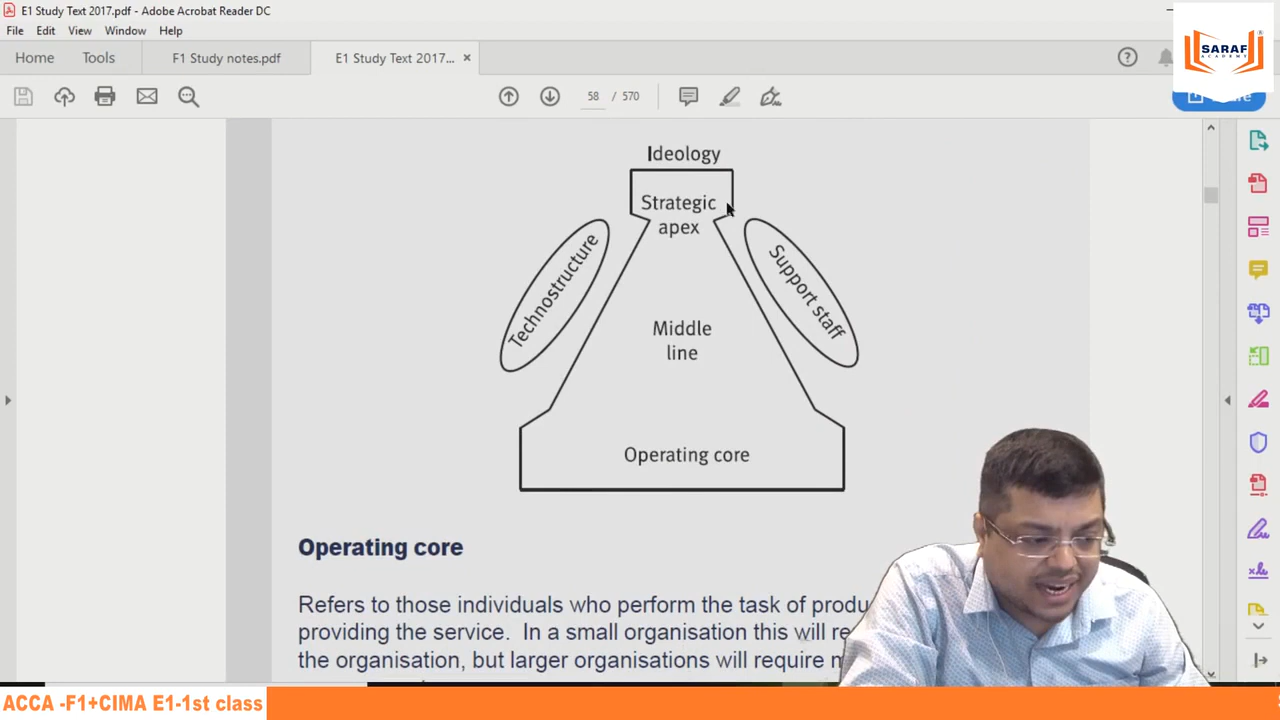 E1 Study Text 2017.pdf - Adobe Acrobat Reader DC
File Edit View Window Help
Home Tools F1 Study notes.pdf E1 Study Text 2017... ×
58 / 570
SARAF
ACADEMY
Ideology
Strategic
apex
Technostructure
Support staff
Middle
line
Operating core
Operating core
Refers to those individuals who perform the task of
providing the service. In a small organisation this will
the organisation, but larger organisations will require
ACCA -F1+CIMA E1-1st class